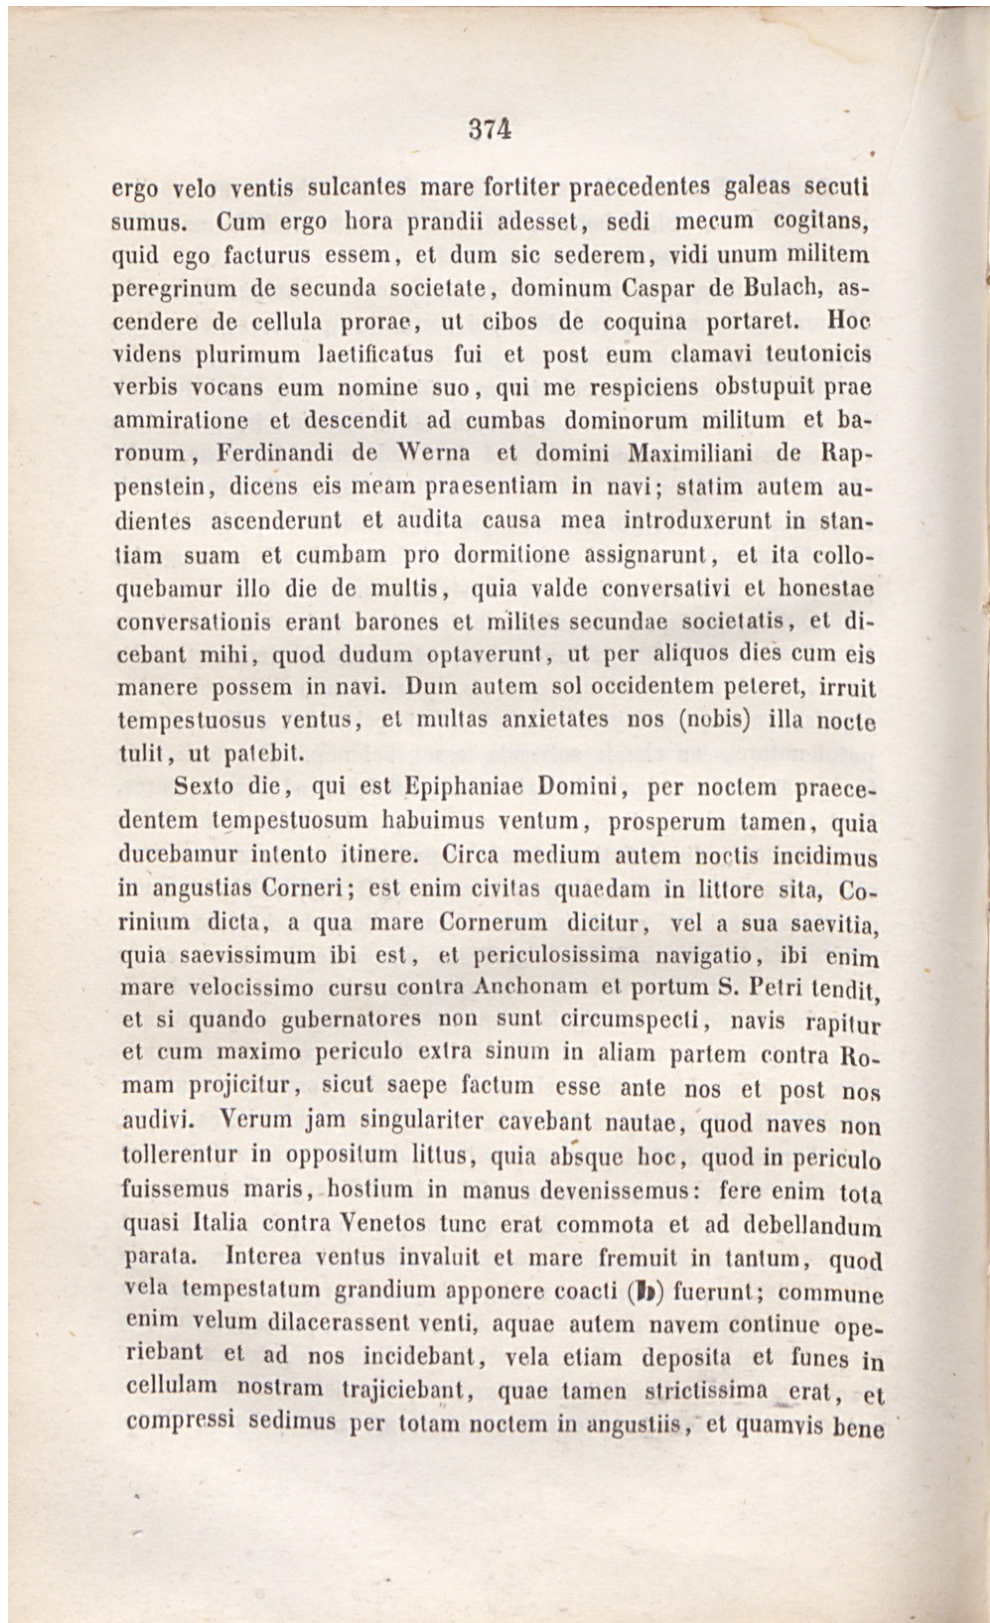 374
ergo velo ventis sulcantes mare fortiter praecedentes galeas secuti
sumus. Cum ergo hora prandii adesset, sedi mecum cogitans,
quid ego facturus essem, et dum sic sederem, vidi unum militem
peregrinum de secunda societate, dominum Caspar de Bulach, as-
cendere de cellula prorae, ut cibos de coquina portaret. Hoc
videns plurimum laetificatus fui et post eum clamavi teutonicis
verbis vocans eum nomine suo, qui me respiciens obstupuit prae
ammiratione et descendit ad cumbas dominorum militum et ba-
ronum, Ferdinandi de Werna et domini Maximiliani de Rap-
penstein, dicens eis meam praesentiam in navi; statim autem au-
dientes ascenderunt et audita causa mea introduxerunt in stan-
tiam suam et cumbam pro dormitione assignarunt, et ita collo-
quebamur illo die de multis, quia valde conversativi et honestae
conversationis erant barones et milites secundae societatis, et di-
cebant mihi, quod dudum optaverunt, ut per aliquos dies cum eis
manere possem in navi. Dum autem sol occidentem peteret, irruit
tempestuosus ventus, et multas anxietates nos (nobis) illa nocte
tulit, ut patebit.
Sexto die, qui est Epiphaniae Domini, per noctem praece-
dentem tempestuosum habuimus ventum, prosperum tamen, quia
ducebamur intento itinere. Circa medium autem noctis incidimus
in angustias Corneri; est enim civitas quaedam in littore sita, Co-
rinium dicta, a qua mare Cornerum dicitur, vel a sua saevitia,
quia saevissimum ibi est, et periculosissima navigatio, ibi enim
mare velocissimo cursu contra Anchonam et portum S. Petri tendit,
et si quando gubernatores non sunt circumspecti, navis rapitur
et cum maximo periculo extra sinum in aliam partem contra Ro-
mam projicitur, sicut saepe factum esse ante nos et post nos
audivi. Verum jam singulariter cavebant nautae, quod naves non
tollerentur in oppositum littus, quia absque hoc, quod in periculo
fuissemus maris, hostium in manus devenissemus: fere enim tota
quasi Italia contra Venetos tunc erat commota et ad debellandum
parata. Interea ventus invaluit et mare fremuit in tantum, quod
vela tempestatum grandium apponere coacti (b) fuerunt; commune
enim velum dilacerassent venti, aquae autem navem continue ope-
riebant et ad nos incidebant, vela etiam deposita et funes in
cellulam nostram trajiciebant, quae tamen strictissima erat, et
compressi sedimus per totam noctem in angustiis, et quamvis bene